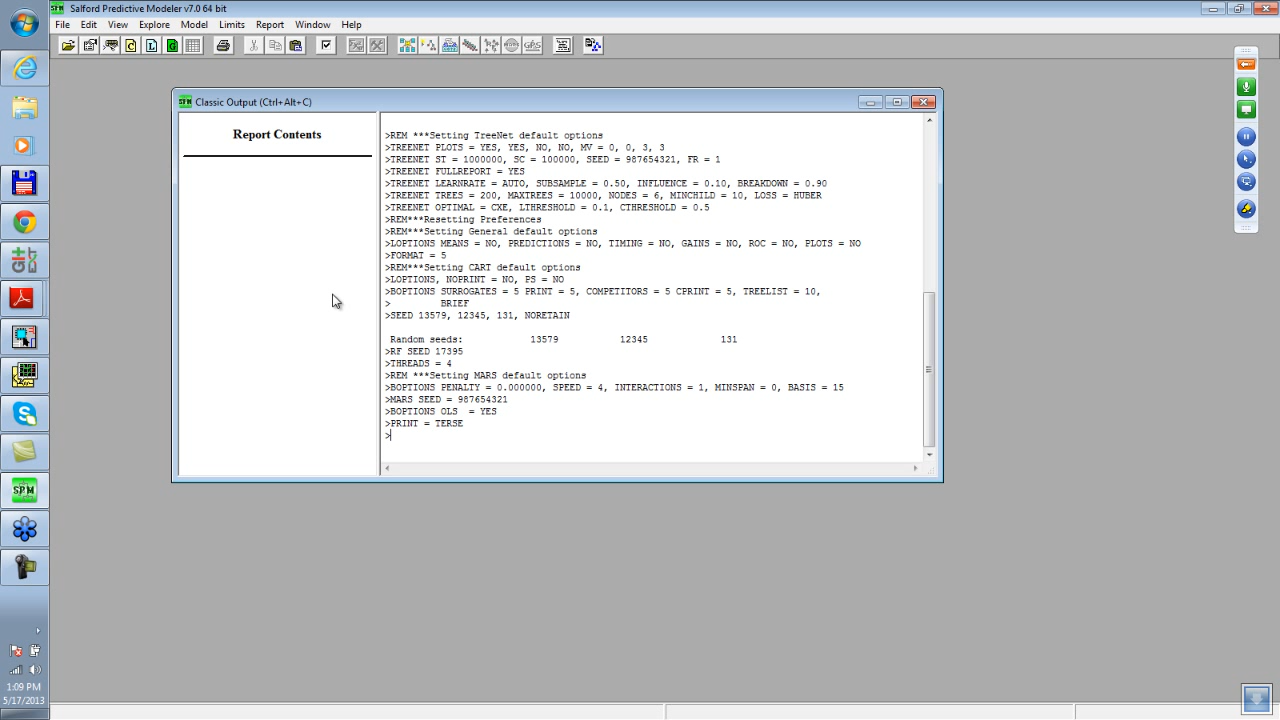 Salford Predictive Modeler v7.0 64 bit
File Edit View Explore Model Limits Report Window Help
Classic Output (Ctrl+Alt+C)
Report Contents
>REM ***Setting TreeNet default options
>TREENET PLOTS = YES, YES, NO, NO, MV = 0, 0, 3, 3
>TREENET ST = 1000000, SC = 100000, SEED = 987654321, FR = 1
>TREENET FULLREPORT = YES
>TREENET LEARNRATE = AUTO, SUBSAMPLE = 0.50, INFLUENCE = 0.10, BREAKDOWN = 0.90
>TREENET TREES = 200, MAXTREES = 10000, NODES = 6, MINCHILD = 10, LOSS = HUBER
>TREENET OPTIMAL = CXE, LTHRESHOLD = 0.1, CTHRESHOLD = 0.5
>REM***Resetting Preferences
>REM***Setting General default options
>LOPTIONS MEANS = NO, PREDICTIONS = NO, TIMING = NO, GAINS = NO, ROC = NO, PLOTS = NO
>FORMAT = 5
>REM***Setting CART default options
>LOPTIONS, NOPRINT = NO, PS = NO
>BOPTIONS SURROGATES = 5 PRINT = 5, COMPETITORS = 5 CPRINT = 5, TREELIST = 10,
> BRIEF
>SEED 13579, 12345, 131, NORETAIN
Random seeds: 13579 12345 131
>RF SEED 17395
>THREADS = 4
>REM ***Setting MARS default options
>BOPTIONS PENALTY = 0.000000, SPEED = 4, INTERACTIONS = 1, MINSPAN = 0, BASIS = 15
>MARS SEED = 987654321
>BOPTIONS OLS = YES
>PRINT = TERSE
>
SPM
1:09 PM
5/17/2013